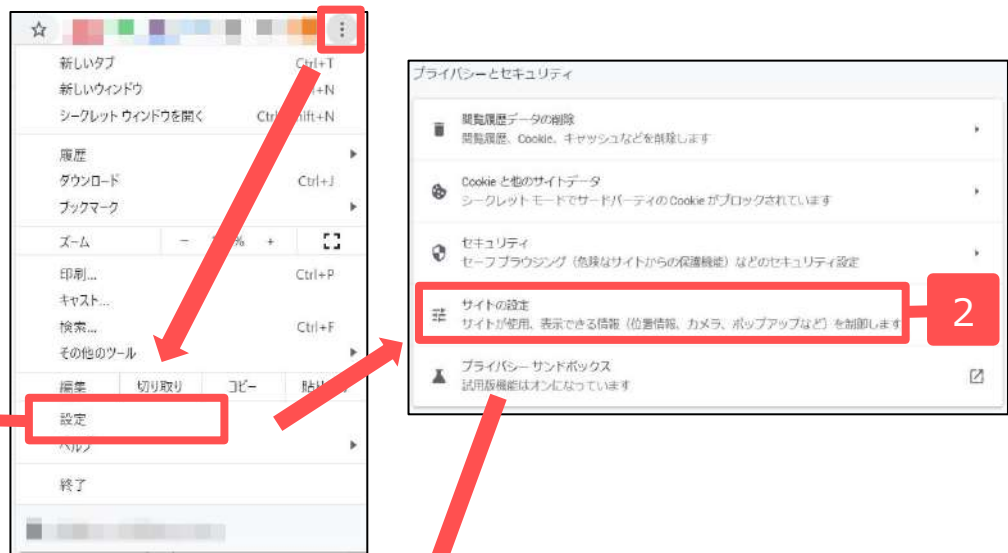 新しいタブ
新しいウィンドウ
シークレット ウィンドウを開く
履歴
ダウンロード Ctrl+J
ブックマーク
ズーム - % +
印刷... Ctrl+P
キャスト...
検索... Ctrl+F
その他のツール
編集 切り取り コピー
設定
ヘルプ
終了
プライバシーとセキュリティ
閲覧履歴データの削除
閲覧履歴、Cookie、キャッシュなどを削除します
Cookie と他のサイトデータ
シークレット モードでサードパーティの Cookie がブロックされています
セキュリティ
セーフ ブラウジング（危険なサイトからの保護機能）などのセキュリティ設定
サイトの設定
サイトが使用、表示できる情報（位置情報、カメラ、ポップアップなど）を制御します
2
プライバシー サンドボックス
試用版機能はオンになっています